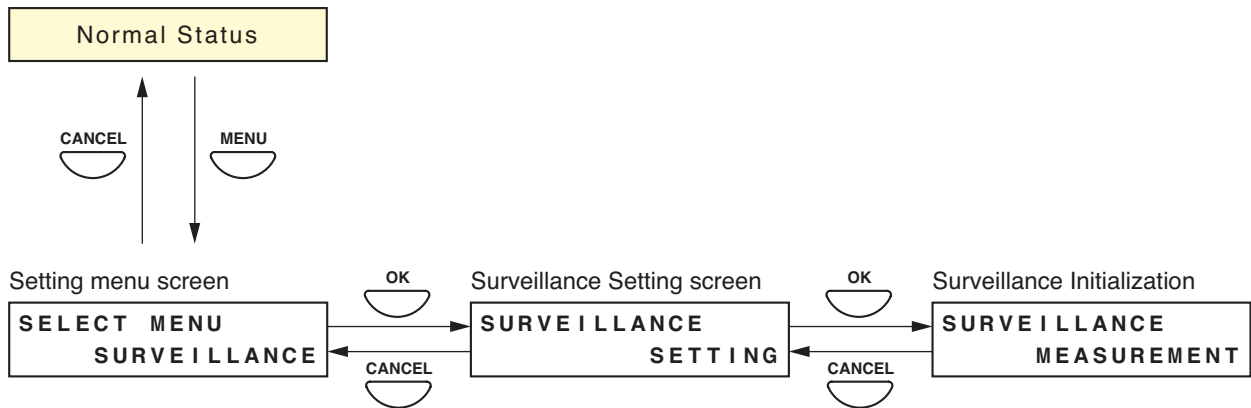 Normal Status
CANCEL
MENU
Setting menu screen
OK
Surveillance Setting screen
OK
Surveillance Initialization
SELECT MENU
SURVEILLANCE
SURVEILLANCE
SETTING
SURVEILLANCE
MEASUREMENT
CANCEL
CANCEL